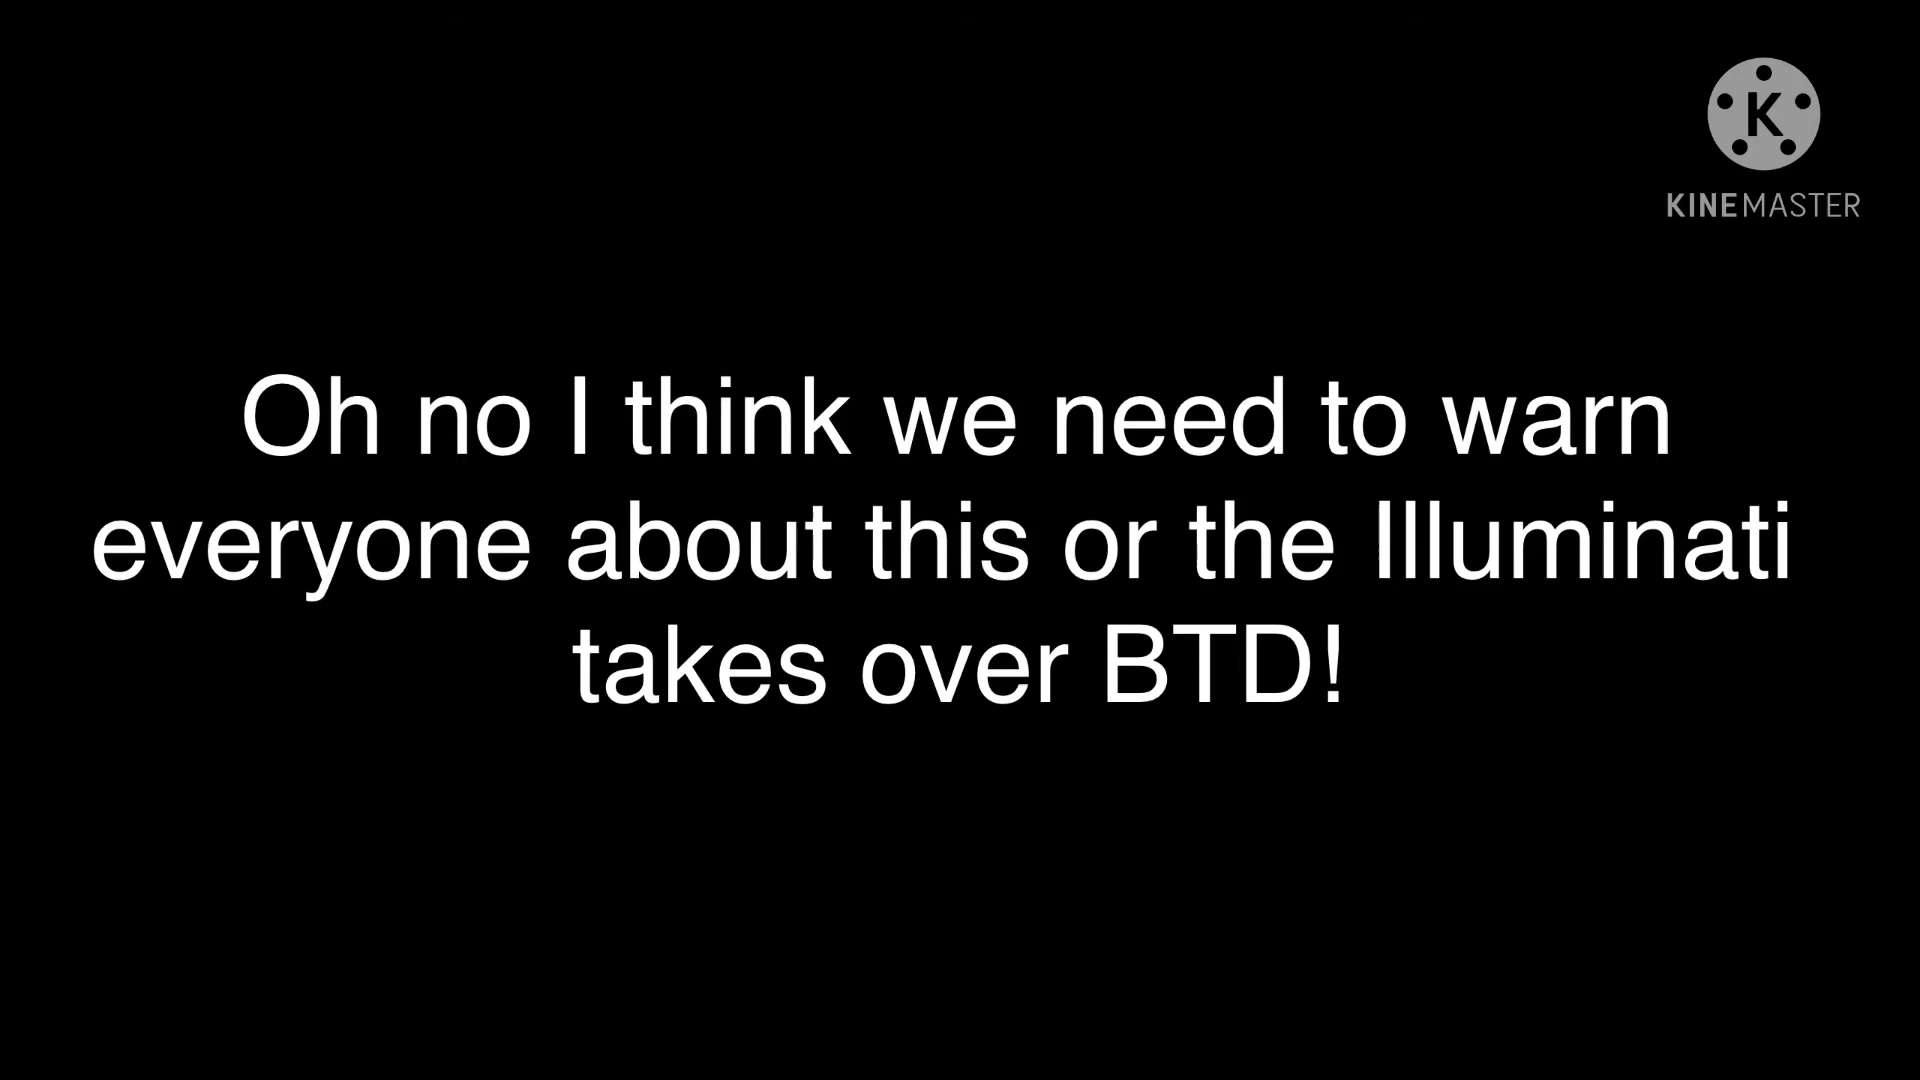 K
KINEMASTER
Oh no I think we need to warn
everyone about this or the Illuminati
takes over BTD!